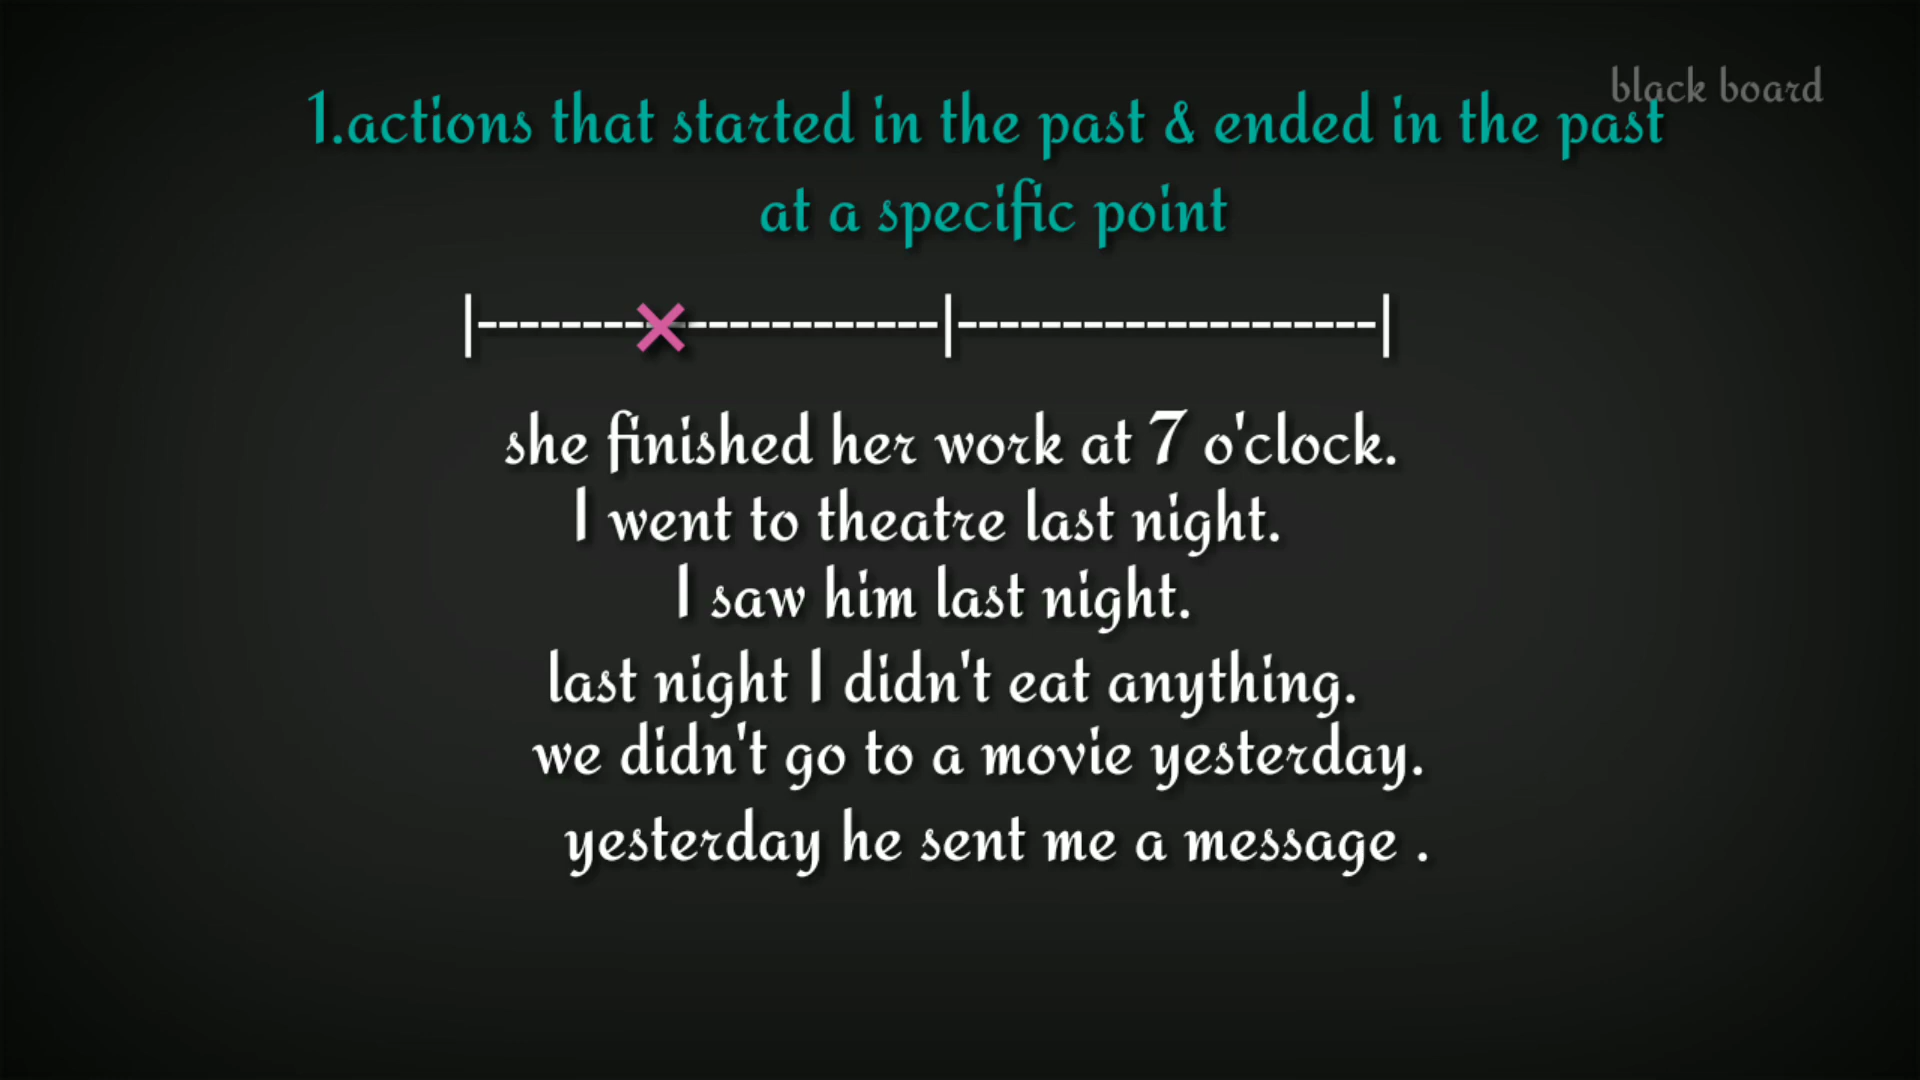 black board
1.actions that started in the past & ended in the past
at a specific point
|--------------------|--------------------|
she finished her work at 7 o'clock.
I went to theatre last night.
I saw him last night.
last night I didn't eat anything.
we didn't go to a movie yesterday.
yesterday he sent me a message .